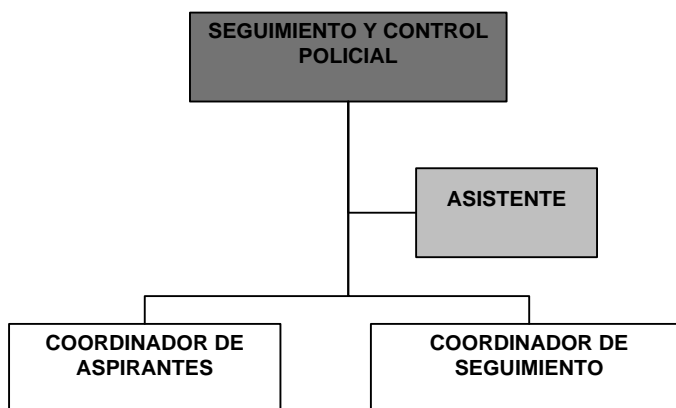 SEGUIMIENTO Y CONTROL
POLICIAL
ASISTENTE
COORDINADOR DE
ASPIRANTES
COORDINADOR DE
SEGUIMIENTO